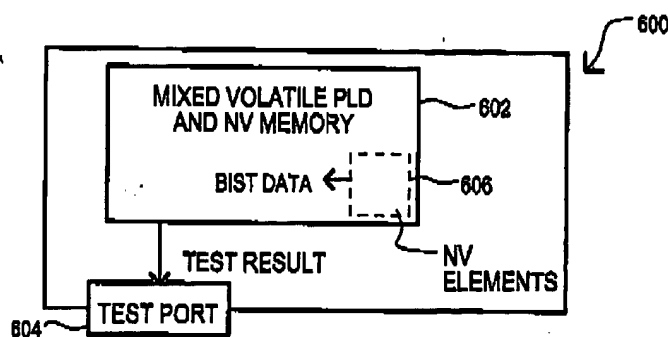 600
MIXED VOLATILE PLD
AND NV MEMORY
602
BIST DATA
606
TEST RESULT
NV
ELEMENTS
TEST PORT
604